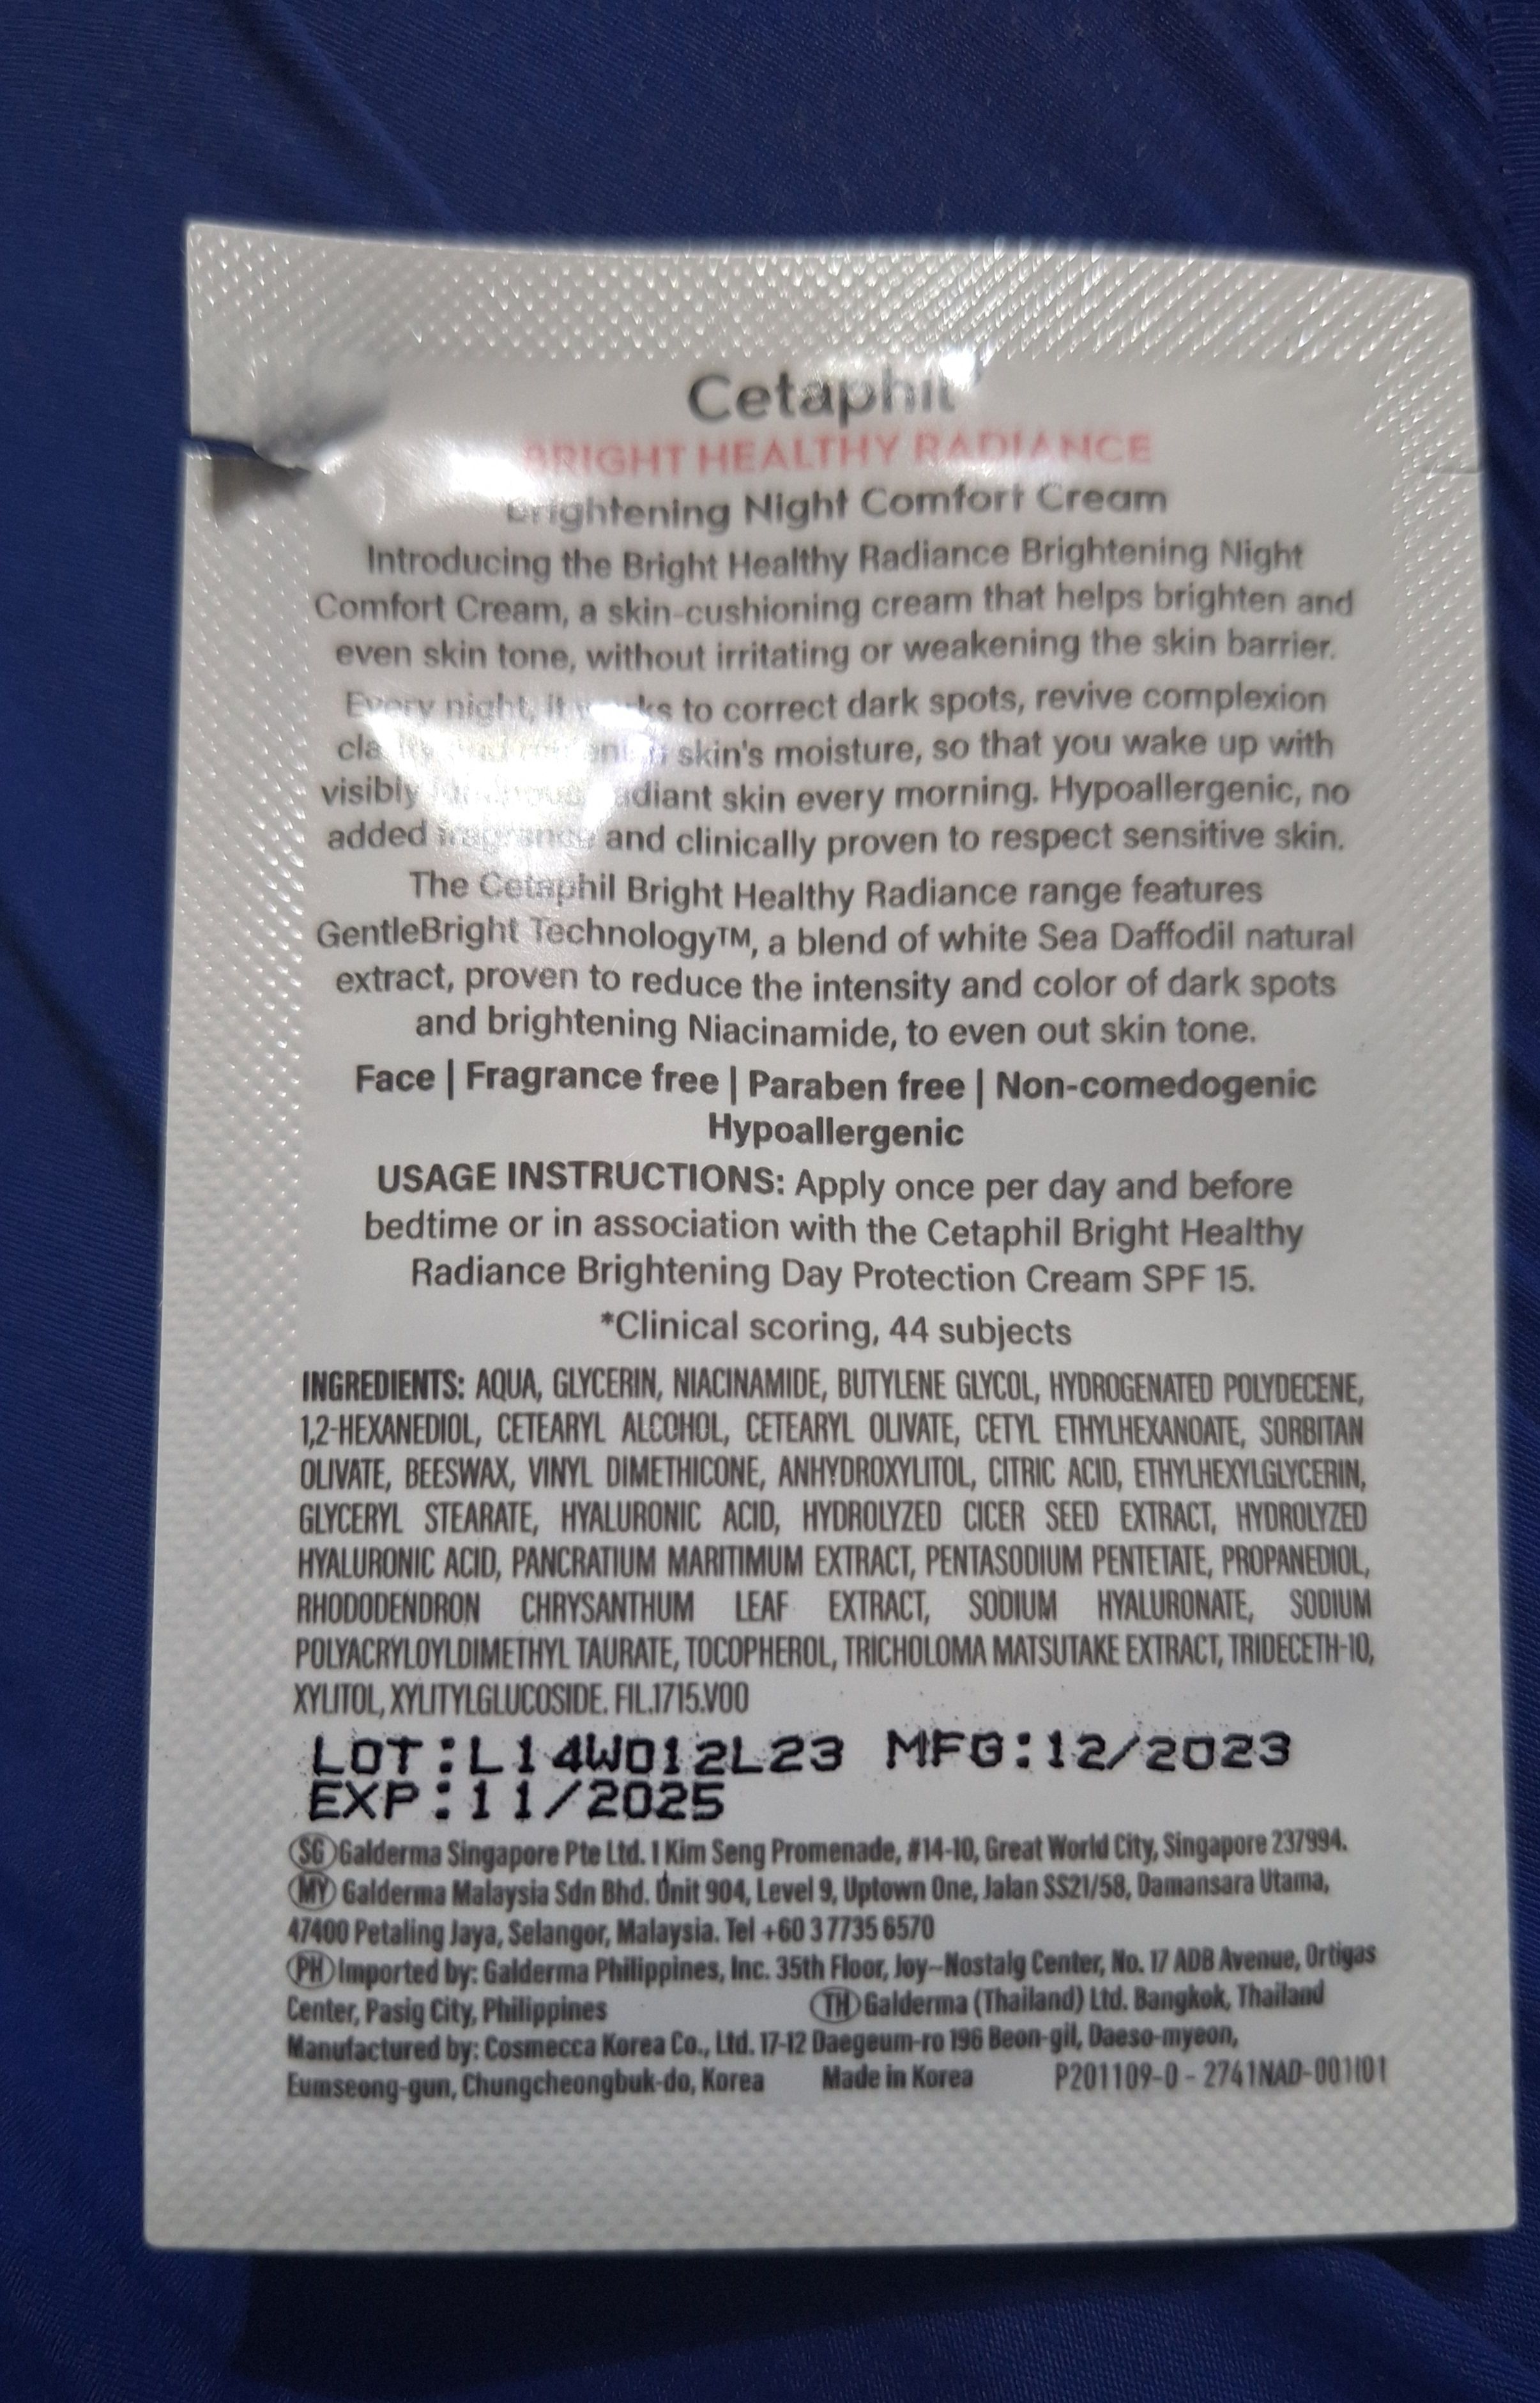 Cetaphil
BRIGHT HEALTHY RADIANCE
Brightening Night Comfort Cream
Introducing the Bright Healthy Radiance Brightening Night
Comfort Cream, a skin-cushioning cream that helps brighten and
even skin tone, without irritating or weakening the skin barrier.
Every night, it works to correct dark spots, revive complexion
skin's moisture, so that you wake up with
visibly radiant skin every morning. Hypoallergenic, no
added fragrance and clinically proven to respect sensitive skin.
The Cetaphil Bright Healthy Radiance range features
GentleBright Technology™, a blend of white Sea Daffodil natural
extract, proven to reduce the intensity and color of dark spots
and brightening Niacinamide, to even out skin tone.
Face | Fragrance free | Paraben free | Non-comedogenic
Hypoallergenic
USAGE INSTRUCTIONS: Apply once per day and before
bedtime or in association with the Cetaphil Bright Healthy
Radiance Brightening Day Protection Cream SPF 15.
*Clinical scoring, 44 subjects
INGREDIENTS: AQUA, GLYCERIN, NIACINAMIDE, BUTYLENE GLYCOL, HYDROGENATED POLYDECENE,
1,2-HEXANEDIOL, CETEARYL ALCOHOL, CETEARYL OLIVATE, CETYL ETHYLHEXANOATE, SORBITAN
OLIVATE, BEESWAX, VINYL DIMETHICONE, ANHYDROXYLITOL, CITRIC ACID, ETHYLHEXYLGLYCERIN,
GLYCERYL STEARATE, HYALURONIC ACID, HYDROLYZED CICER SEED EXTRACT, HYDROLYZED
HYALURONIC ACID, PANCRATIUM MARITIMUM EXTRACT, PENTASODIUM PENTETATE, PROPANEDIOL,
RHODODENDRON CHRYSANTHUM LEAF EXTRACT, SODIUM HYALURONATE, SODIUM
POLYACRYLOYLDIMETHYL TAURATE, TOCOPHEROL, TRICHOLOMA MATSUTAKE EXTRACT, TRIDECETH-10,
XYLITOL, XYLITYLGLUCOSIDE. FIL.1715.V00
LOT:L14W012L23 MFG:12/2023
EXP:11/2025
SG Galderma Singapore Pte Ltd. 1 Kim Seng Promenade, #14-10, Great World City, Singapore 237994.
MY Galderma Malaysia Sdn Bhd. Unit 904, Level 9, Uptown One, Jalan SS21/58, Damansara Utama,
47400 Petaling Jaya, Selangor, Malaysia. Tel +60 3 7735 6570
PH Imported by: Galderma Philippines, Inc. 35th Floor, Joy~Nostalg Center, No. 17 ADB Avenue, Ortigas
Center, Pasig City, Philippines TH Galderma (Thailand) Ltd. Bangkok, Thailand
Manufactured by: Cosmecca Korea Co., Ltd. 17-12 Daegeum-ro 196 Beon-gil, Daeso-myeon,
Eumseong-gun, Chungcheongbuk-do, Korea Made in Korea P201109-0 - 2741NAD-001I01